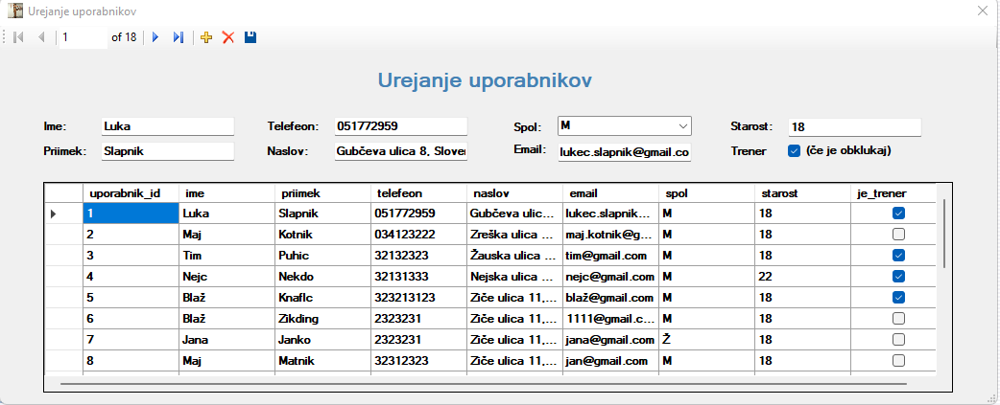 Urejanje uporabnikov
1 of 18
Urejanje uporabnikov
Ime: Luka Telefeon: 051772959 Spol: M Starost: 18
Priimek: Slapnik Naslov: Gubčeva ulica 8, Slover Email: lukec.slapnik@gmail.co Trener (če je obklukaj)
uporabnik_id ime priimek telefeon naslov email spol starost je_trener
1 Luka Slapnik 051772959 Gubčeva ulic... lukec.slapnik... M 18
2 Maj Kotnik 034123222 Zreška ulica ... maj.kotnik@g... M 18
3 Tim Puhic 32132323 Žauska ulica ... tim@gmail.com M 18
4 Nejc Nekdo 32131333 Nejska ulica ... nejc@gmail.com M 22
5 Blaž Knaflc 323213123 Ziče ulica 11,... blaž@gmail.com M 18
6 Blaž Zikding 2323231 Ziče ulica 11,... 1111@gmail.c... M 18
7 Jana Janko 2323231 Ziče ulica 11,... jana@gmail.com Ž 18
8 Maj Matnik 32312323 Ziče ulica 11,... jan@gmail.com M 18